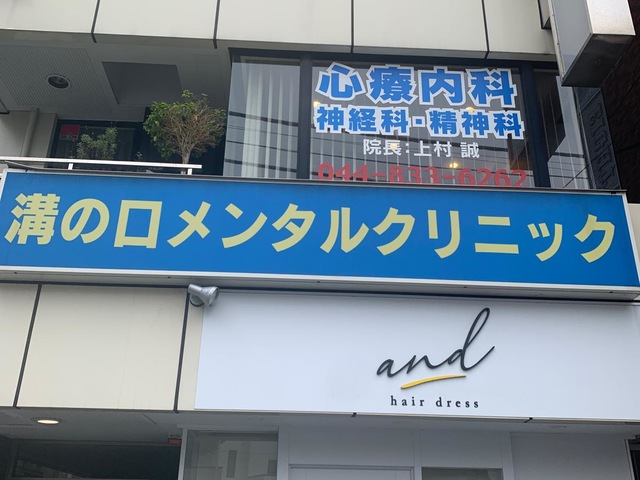 心療内科
神経科・精神科
院長：上村 誠
044-833-6262
溝の口メンタルクリニック
and
hair dress